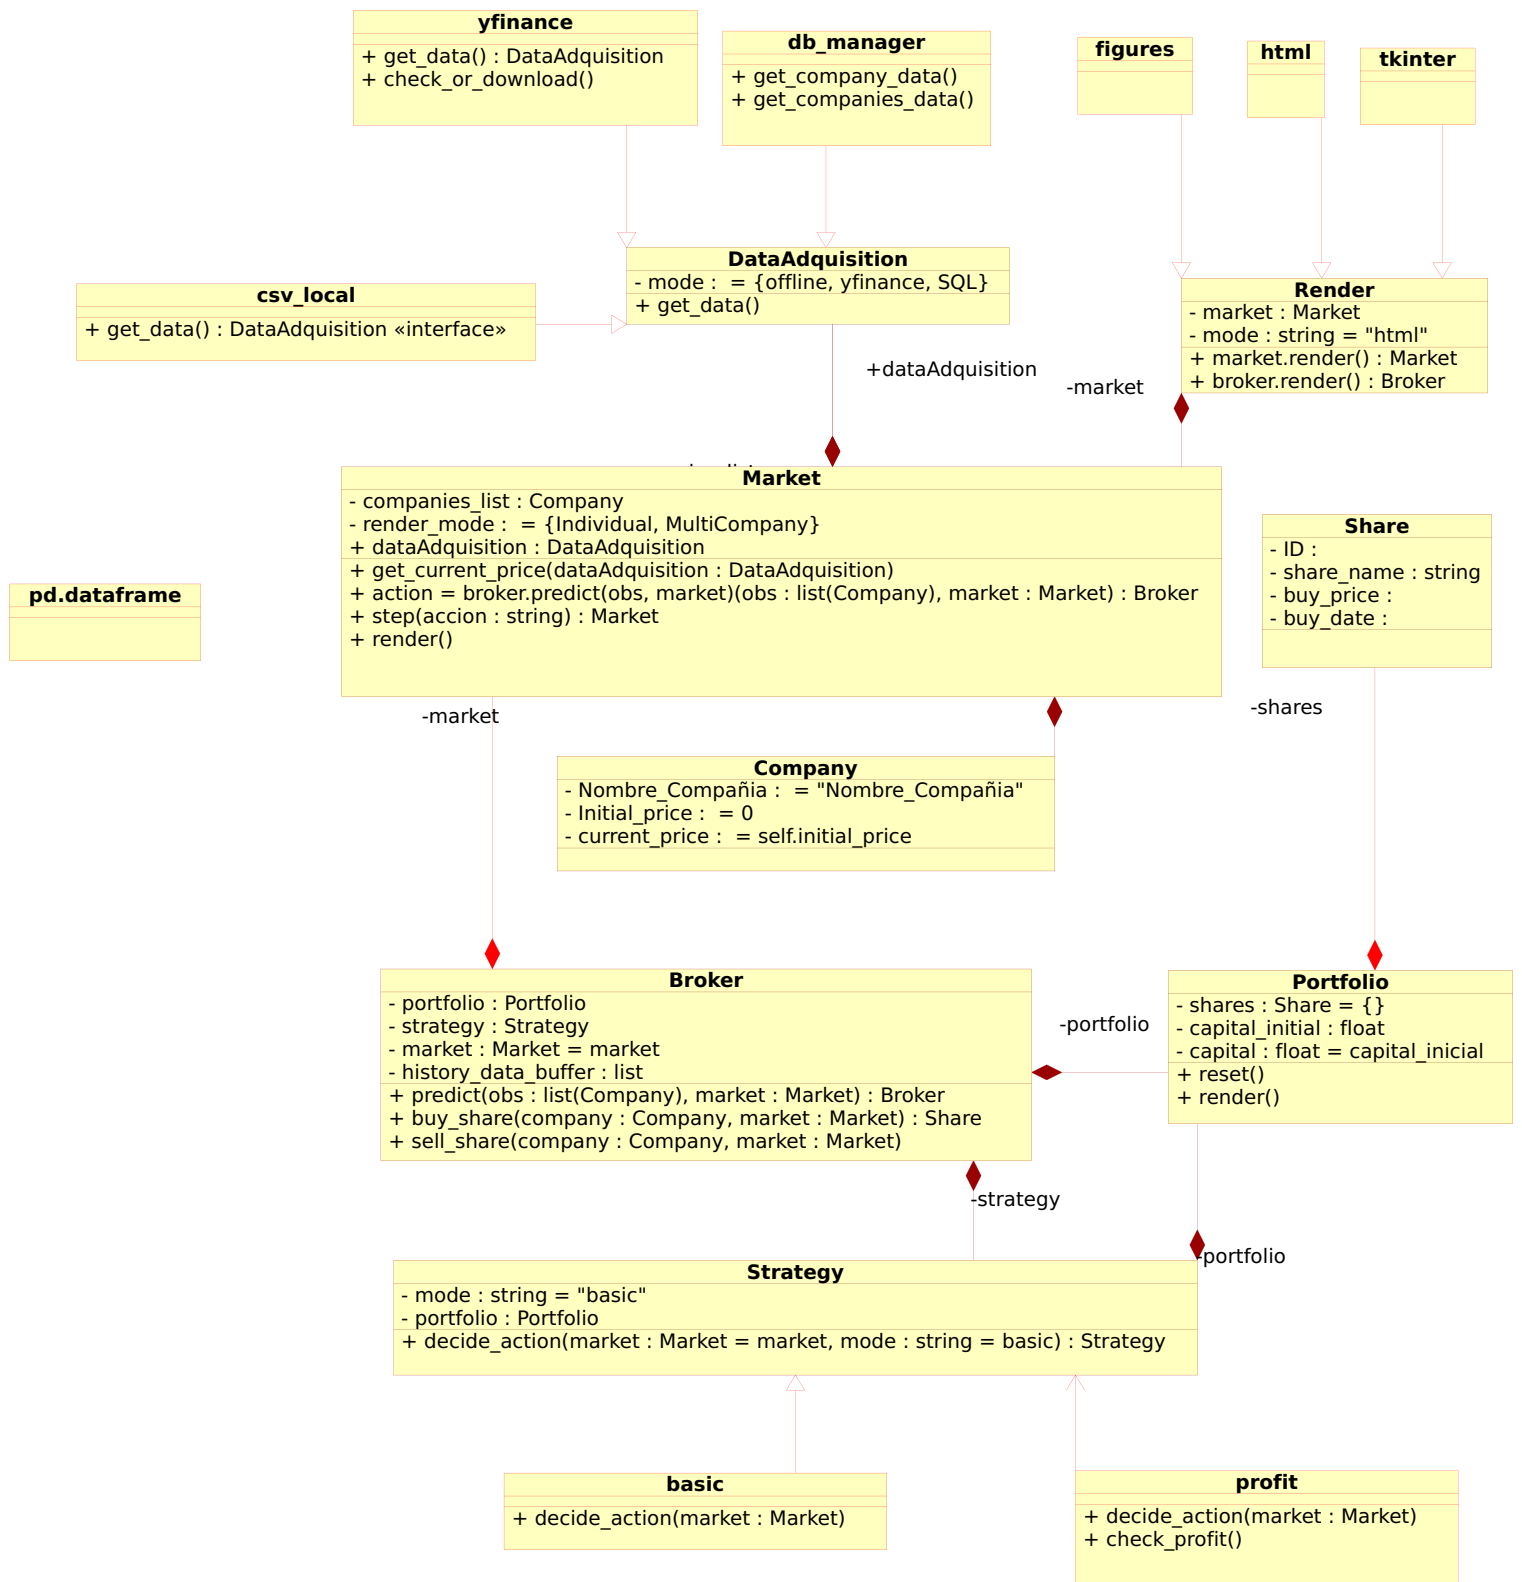 yfinance
+ get_data() : DataAdquisition
+ check_or_download()
db_manager
+ get_company_data()
+ get_companies_data()
figures
html
tkinter
csv_local
+ get_data() : DataAdquisition «interface»
DataAdquisition
- mode :  = {offline, yfinance, SQL}
+ get_data()
Render
- market : Market
- mode : string = "html"
+ market.render() : Market
+ broker.render() : Broker
+dataAdquisition
-market
Market
- companies_list : Company
- render_mode :  = {Individual, MultiCompany}
+ dataAdquisition : DataAdquisition
+ get_current_price(dataAdquisition : DataAdquisition)
+ action = broker.predict(obs, market)(obs : list(Company), market : Market) : Broker
+ step(accion : string) : Market
+ render()
Share
- ID :
- share_name : string
- buy_price :
- buy_date :
pd.dataframe
-market
-shares
Company
- Nombre_Compañia :  = "Nombre_Compañia"
- Initial_price :  = 0
- current_price :  = self.initial_price
Broker
- portfolio : Portfolio
- strategy : Strategy
- market : Market = market
- history_data_buffer : list
+ predict(obs : list(Company), market : Market) : Broker
+ buy_share(company : Company, market : Market) : Share
+ sell_share(company : Company, market : Market)
-portfolio
Portfolio
- shares : Share = {}
- capital_initial : float
- capital : float = capital_inicial
+ reset()
+ render()
-strategy
-portfolio
Strategy
- mode : string = "basic"
- portfolio : Portfolio
+ decide_action(market : Market = market, mode : string = basic) : Strategy
basic
+ decide_action(market : Market)
profit
+ decide_action(market : Market)
+ check_profit()